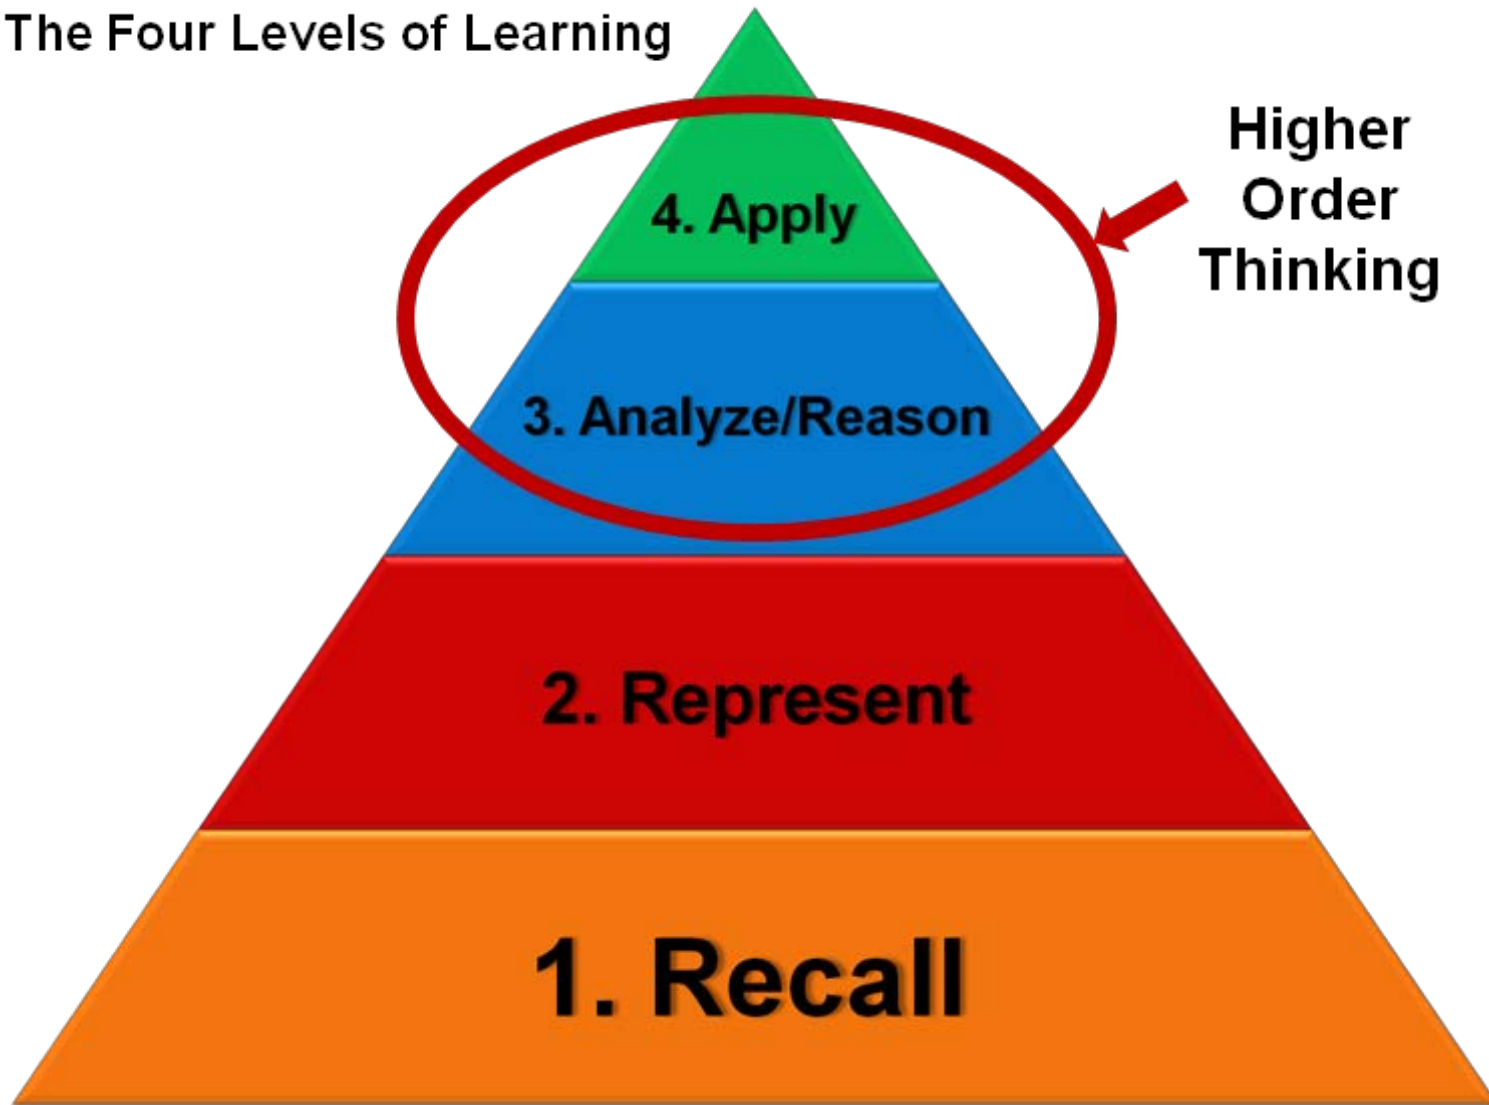 The Four Levels of Learning
Higher
Order
Thinking
4. Apply
3. Analyze/Reason
2. Represent
1. Recall